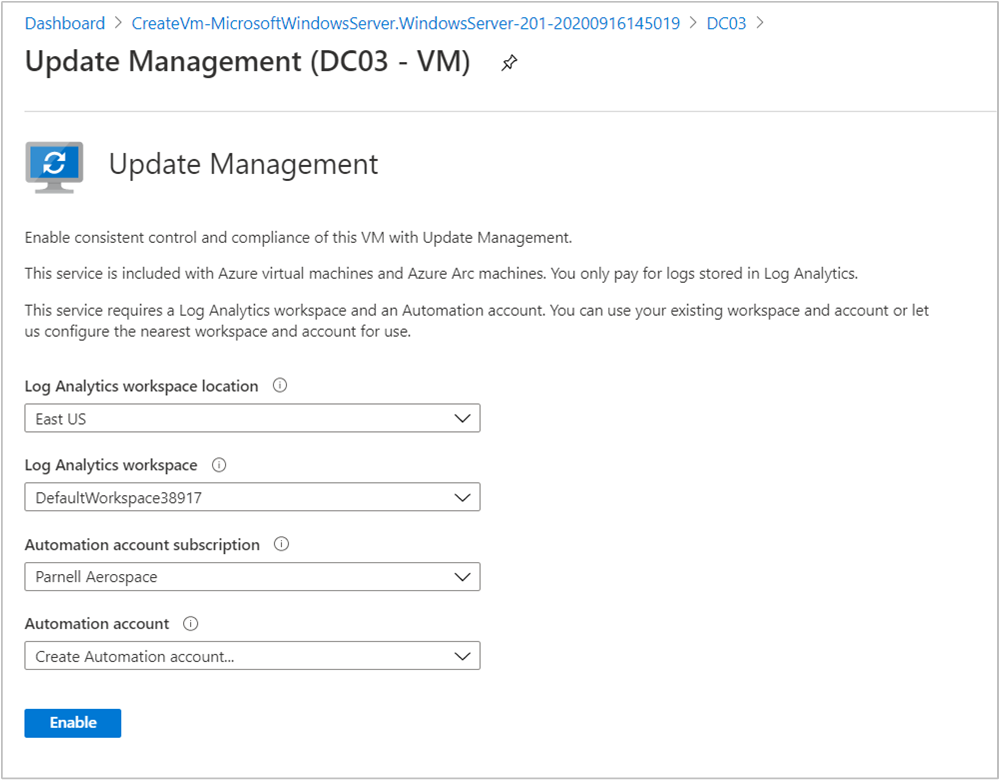 Dashboard > CreateVm-MicrosoftWindowsServer.WindowsServer-201-20200916145019 > DC03 >
Update Management (DC03 - VM)
Update Management
Enable consistent control and compliance of this VM with Update Management.
This service is included with Azure virtual machines and Azure Arc machines. You only pay for logs stored in Log Analytics.
This service requires a Log Analytics workspace and an Automation account. You can use your existing workspace and account or let
us configure the nearest workspace and account for use.
Log Analytics workspace location
East US
Log Analytics workspace
DefaultWorkspace38917
Automation account subscription
Parnell Aerospace
Automation account
Create Automation account...
Enable